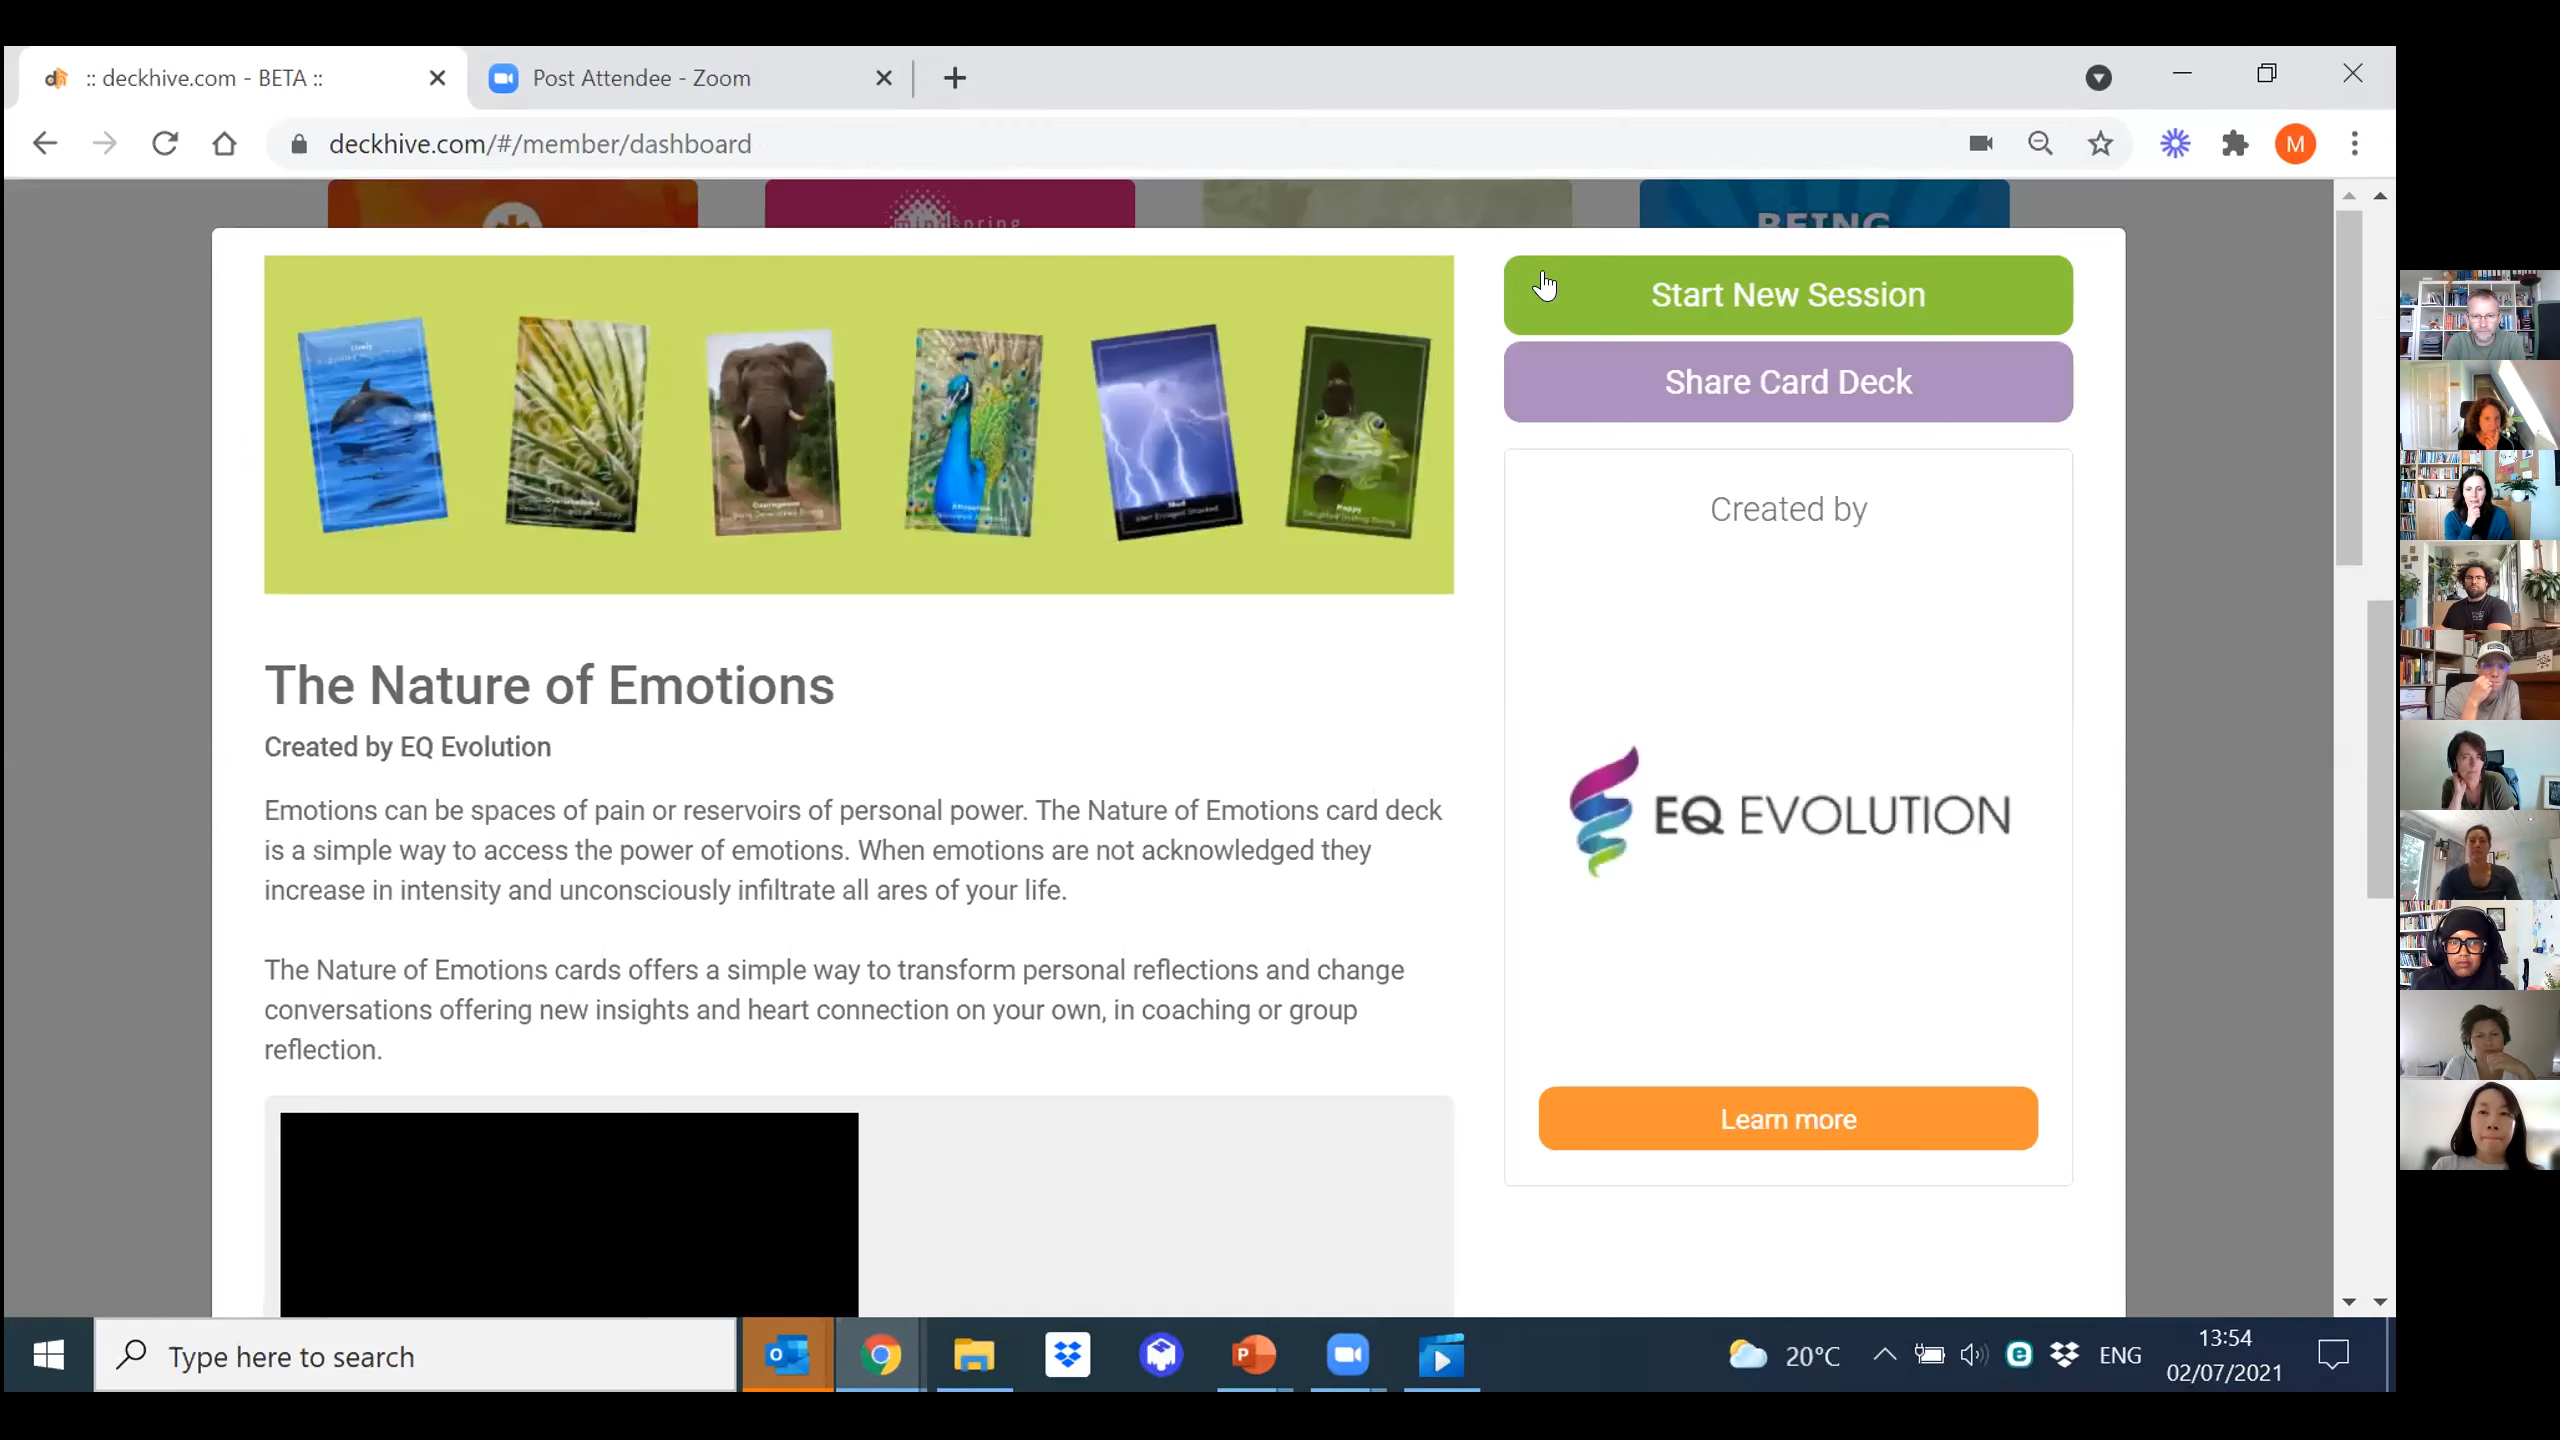 :: deckhive.com - BETA ::
Post Attendee - Zoom
deckhive.com/#/member/dashboard
M
mindspring
BEING
Start New Session
Share Card Deck
Created by
EQ EVOLUTION
Learn more
The Nature of Emotions
Created by EQ Evolution
Emotions can be spaces of pain or reservoirs of personal power. The Nature of Emotions card deck
is a simple way to access the power of emotions. When emotions are not acknowledged they
increase in intensity and unconsciously infiltrate all ares of your life.
The Nature of Emotions cards offers a simple way to transform personal reflections and change
conversations offering new insights and heart connection on your own, in coaching or group
reflection.
Type here to search
20°C
ENG
13:54
02/07/2021